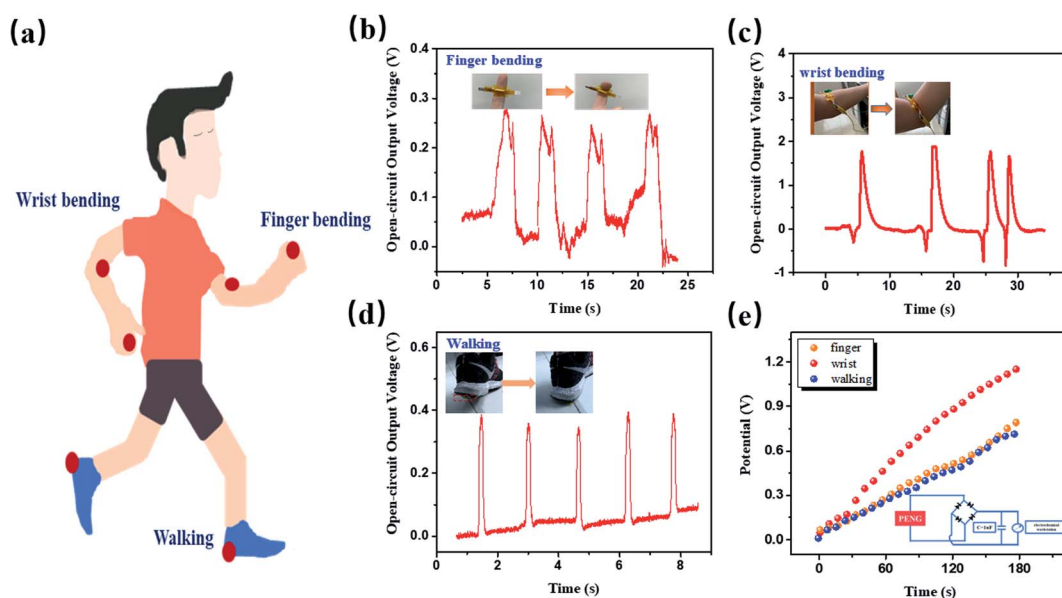 (a)
Wrist bending
Finger bending
Walking
(b)
Open-circuit Output Voltage (V)
0.4
0.3
0.2
0.1
0.0
Finger bending
0
5
10
15
20
25
Time (s)
(c)
Open-circuit Output Voltage (V)
4
3
2
1
0
-1
wrist bending
0
10
20
30
Time (s)
(d)
Open-circuit Output Voltage (V)
0.6
0.4
0.2
0.0
Walking
2
4
6
8
Time (s)
(e)
Potential (V)
1.2
0.9
0.6
0.3
0.0
finger
wrist
walking
PENG
C=1uF
electrochemical
workstation
0
60
120
180
Time (s)